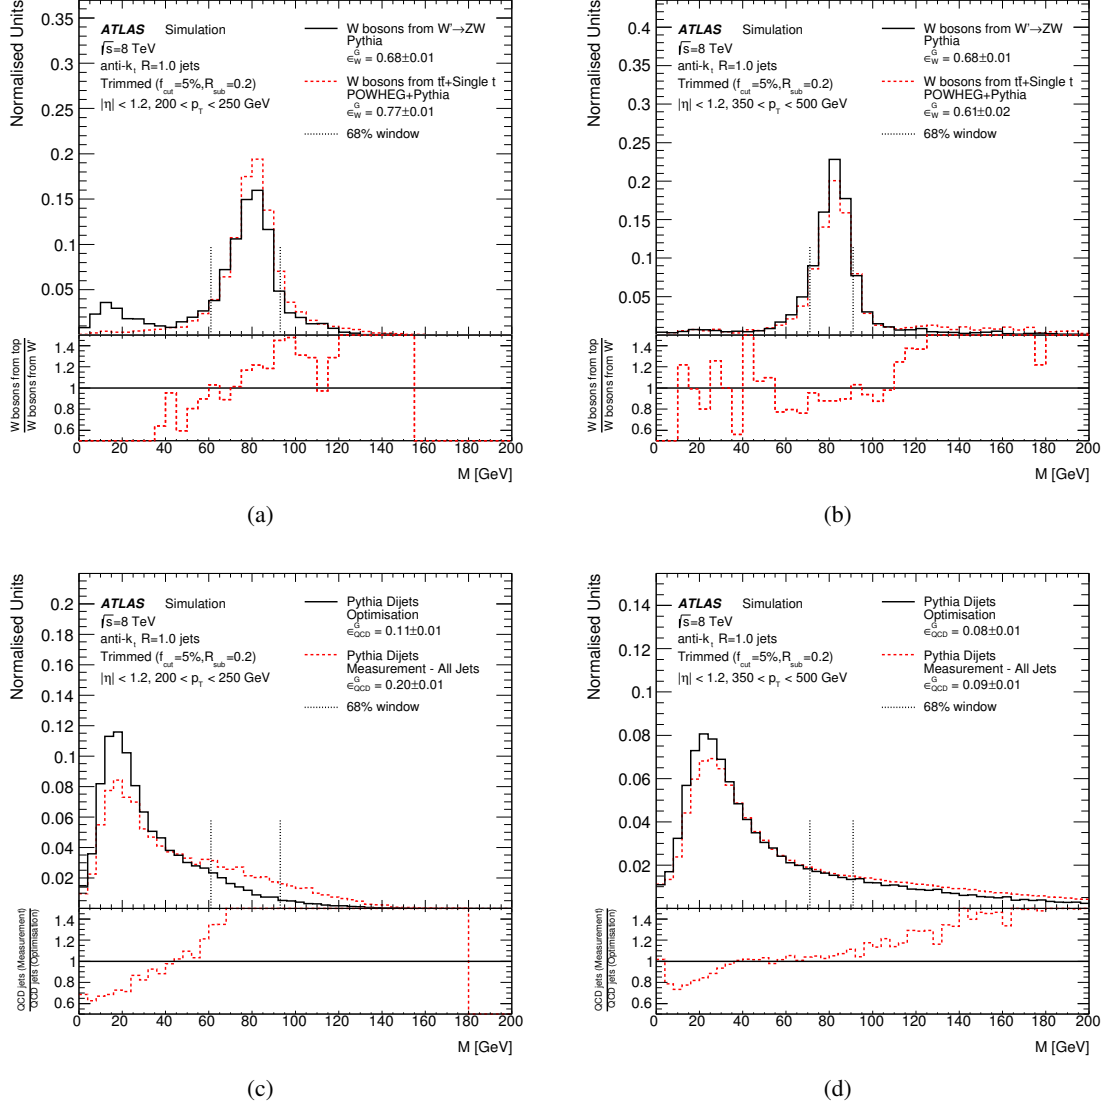 Normalised Units
0.35
0.3
0.25
0.2
0.15
0.1
0.05
ATLAS Simulation
√s=8 TeV
anti-k_t R=1.0 jets
Trimmed (f_cut=5%,R_sub=0.2)
|η| < 1.2, 200 < p_T < 250 GeV
W bosons from W'→ZW
Pythia
ϵ^G_W = 0.68±0.01
W bosons from tt̄+Single t
POWHEG+Pythia
ϵ^G_W = 0.77±0.01
68% window
W bosons from top
W bosons from W
1.4
1.2
1
0.8
0.6
0 20 40 60 80 100 120 140 160 180 200
M [GeV]
(a)
Normalised Units
0.4
0.35
0.3
0.25
0.2
0.15
0.1
0.05
ATLAS Simulation
√s=8 TeV
anti-k_t R=1.0 jets
Trimmed (f_cut=5%,R_sub=0.2)
|η| < 1.2, 350 < p_T < 500 GeV
W bosons from W'→ZW
Pythia
ϵ^G_W = 0.68±0.01
W bosons from tt̄+Single t
POWHEG+Pythia
ϵ^G_W = 0.61±0.02
68% window
W bosons from top
W bosons from W
1.4
1.2
1
0.8
0.6
0 20 40 60 80 100 120 140 160 180 200
M [GeV]
(b)
Normalised Units
0.2
0.18
0.16
0.14
0.12
0.1
0.08
0.06
0.04
0.02
ATLAS Simulation
√s=8 TeV
anti-k_t R=1.0 jets
Trimmed (f_cut=5%,R_sub=0.2)
|η| < 1.2, 200 < p_T < 250 GeV
Pythia Dijets
Optimisation
ϵ^G_QCD = 0.11±0.01
Pythia Dijets
Measurement - All Jets
ϵ^G_QCD = 0.20±0.01
68% window
QCD jets (Measurement)
QCD jets (Optimisation)
1.4
1.2
1
0.8
0.6
0 20 40 60 80 100 120 140 160 180 200
M [GeV]
(c)
Normalised Units
0.14
0.12
0.1
0.08
0.06
0.04
0.02
ATLAS Simulation
√s=8 TeV
anti-k_t R=1.0 jets
Trimmed (f_cut=5%,R_sub=0.2)
|η| < 1.2, 350 < p_T < 500 GeV
Pythia Dijets
Optimisation
ϵ^G_QCD = 0.08±0.01
Pythia Dijets
Measurement - All Jets
ϵ^G_QCD = 0.09±0.01
68% window
QCD jets (Measurement)
QCD jets (Optimisation)
1.4
1.2
1
0.8
0.6
0 20 40 60 80 100 120 140 160 180 200
M [GeV]
(d)